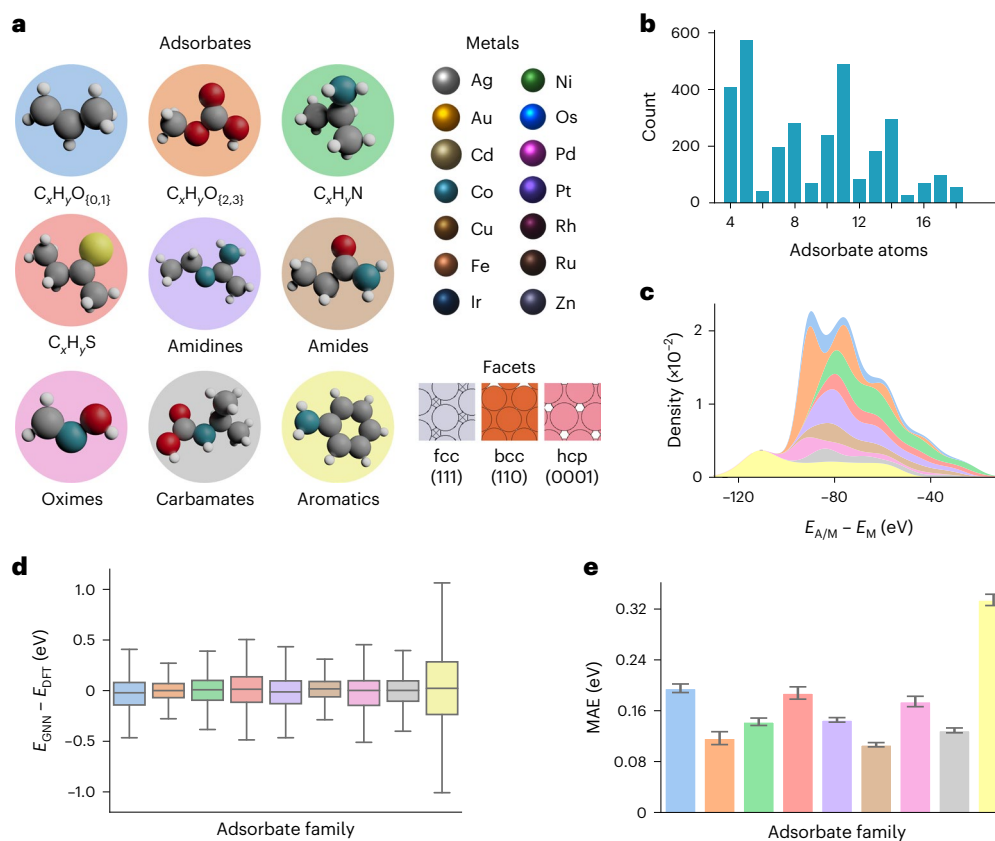 a
Adsorbates
CxHyO{0,1}
CxHyO{2,3}
CxHyN
CxHyS
Amidines
Amides
Oximes
Carbamates
Aromatics
Metals
Ag
Ni
Au
Os
Cd
Pd
Co
Pt
Cu
Rh
Fe
Ru
Ir
Zn
Facets
fcc
(111)
bcc
(110)
hcp
(0001)
b
600
400
200
0
Count
4
8
12
16
Adsorbate atoms
c
2
1
0
Density (×10⁻²)
−120
−80
−40
E_A/M − E_M (eV)
d
1.0
0.5
0
−0.5
−1.0
E_GNN − E_DFT (eV)
Adsorbate family
e
0.32
0.24
0.16
0.08
0
MAE (eV)
Adsorbate family